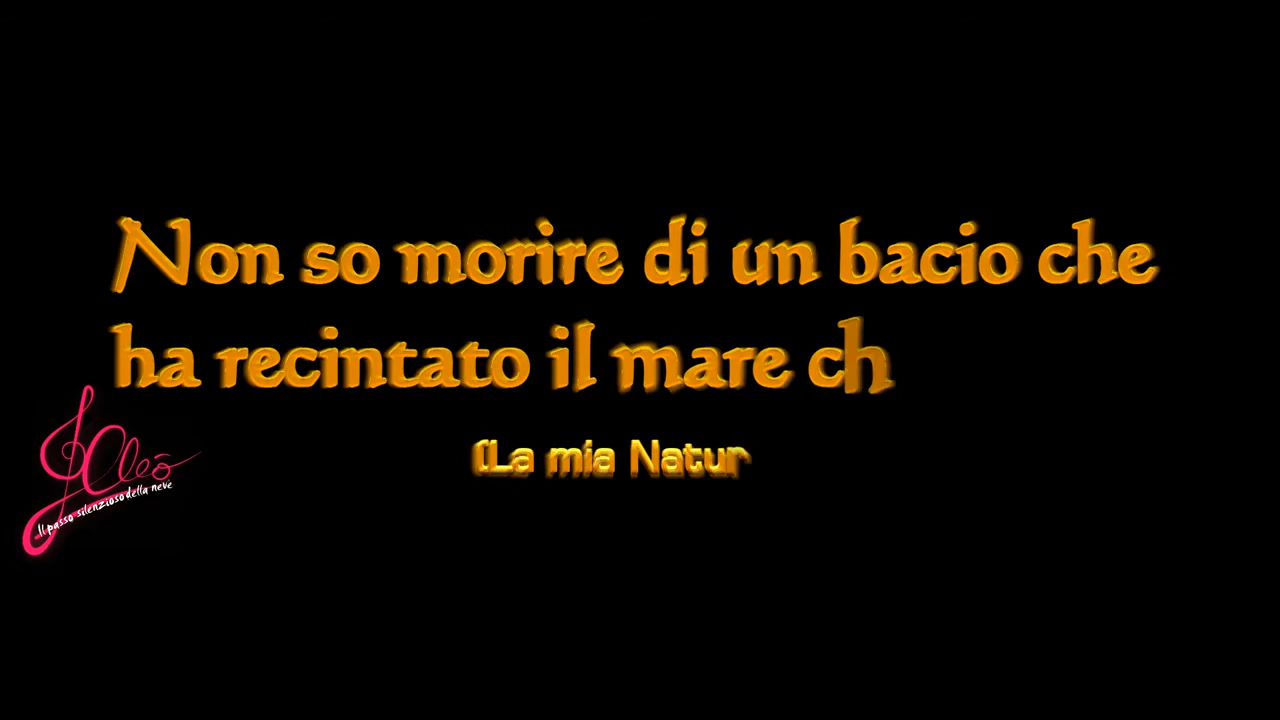 Non so morire di un bacio che
ha recintato il mare ch
(La mia Natur
Cleò
Il passo silenzioso della neve